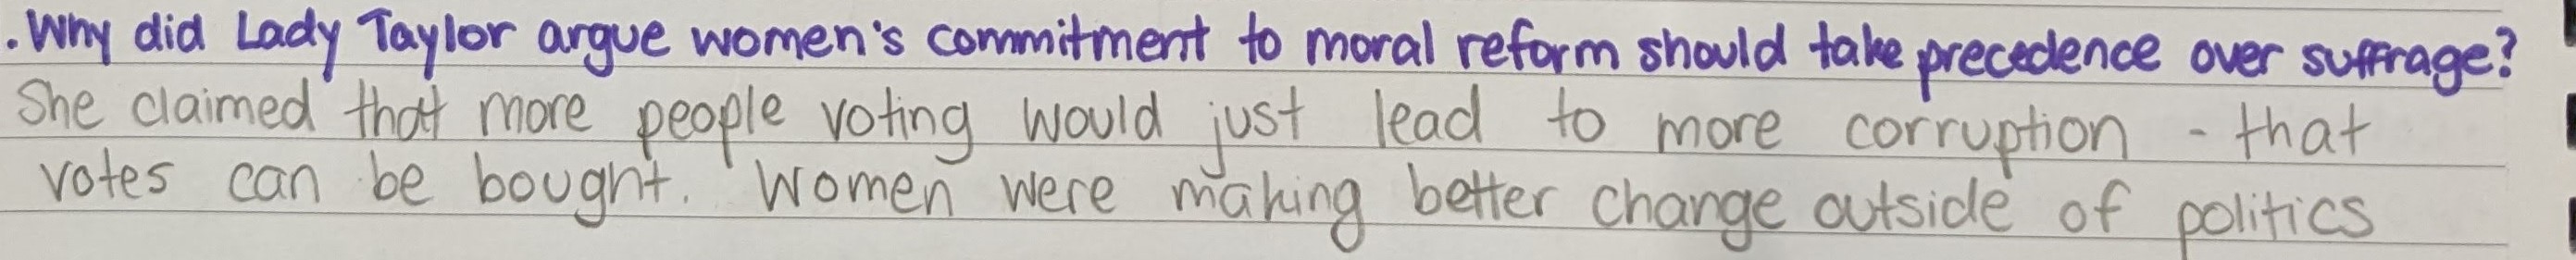 . Why did Lady Taylor argue women's commitment to moral reform should take precedence over suffrage?
She claimed that more people voting would just lead to more corruption - that
votes can be bought. Women were making better change outside of politics